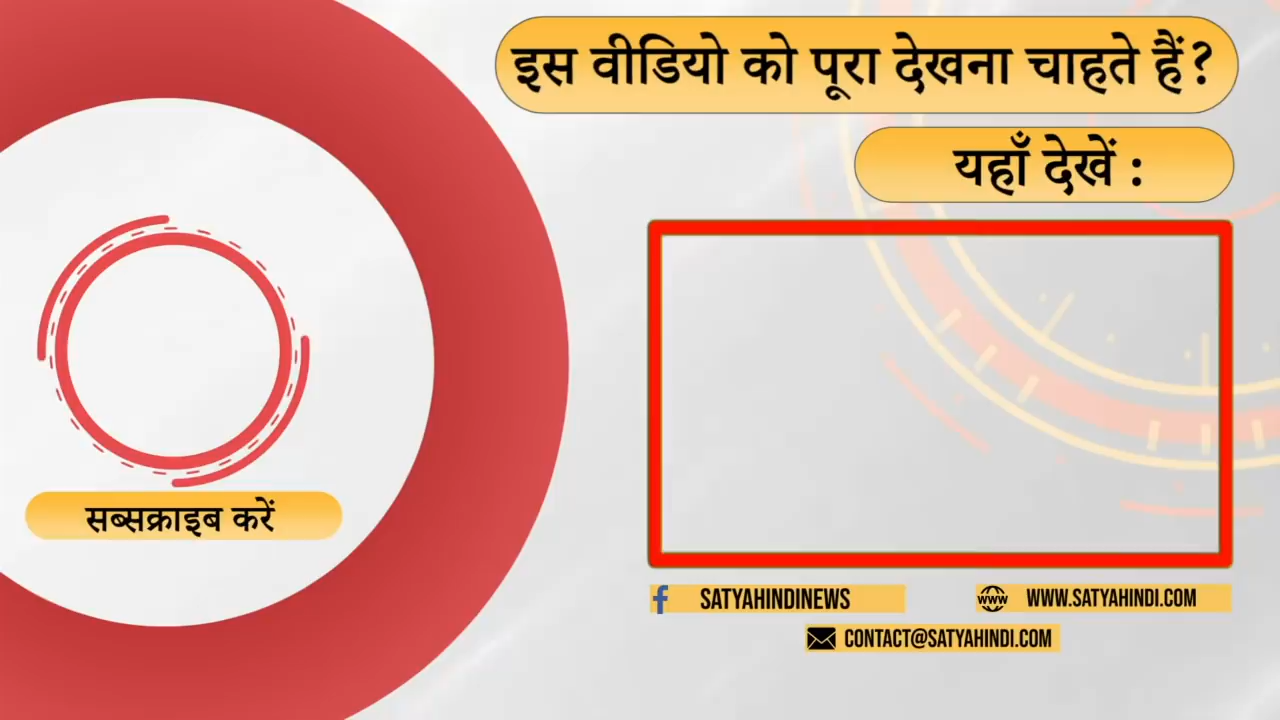 इस वीडियो को पूरा देखना चाहते हैं?
यहाँ देखें :
सब्सक्राइब करें
SATYAHINDINEWS
WWW.SATYAHINDI.COM
CONTACT@SATYAHINDI.COM